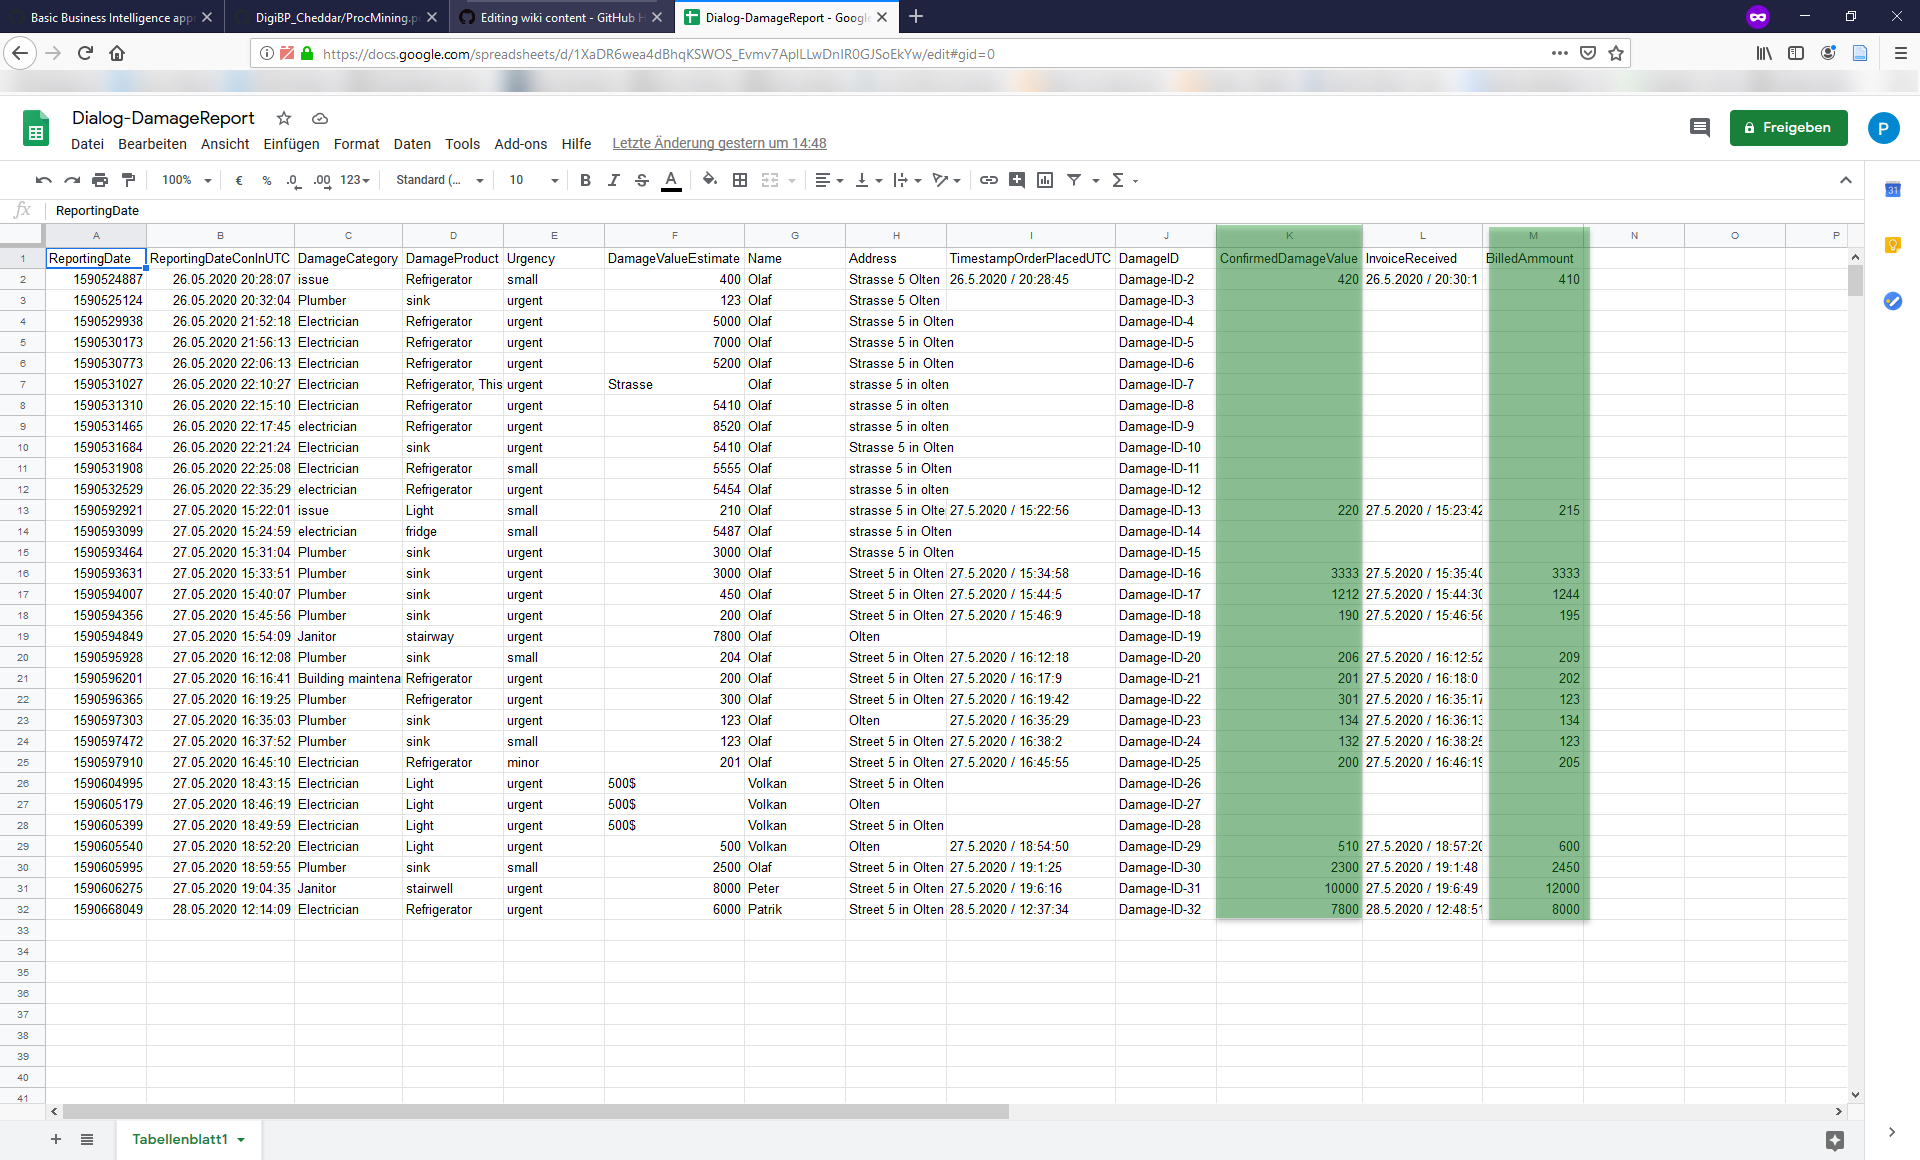 Basic Business Intelligence app
DigiBP_Cheddar/ProcMining.p
Editing wiki content - GitHub H
Dialog-DamageReport - Google
https://docs.google.com/spreadsheets/d/1XaDR6wea4dBhqKSWOS_Evmv7AplLLwDnIR0GJSoEkYw/edit#gid=0
Dialog-DamageReport
Datei Bearbeiten Ansicht Einfügen Format Daten Tools Add-ons Hilfe Letzte Änderung gestern um 14:48
Freigeben
P
100% € % .0 .00 123 Standard (... 10 B I S A
31
fx ReportingDate
A B C D E F G H I J K L M N O P
1 ReportingDate ReportingDateConInUTC DamageCategory DamageProduct Urgency DamageValueEstimate Name Address TimestampOrderPlacedUTC DamageID ConfirmedDamageValue InvoiceReceived BilledAmmount
2 1590524887 26.05.2020 20:28:07 issue Refrigerator small 400 Olaf Strasse 5 Olten 26.5.2020 / 20:28:45 Damage-ID-2 420 26.5.2020 / 20:30:1 410
3 1590525124 26.05.2020 20:32:04 Plumber sink urgent 123 Olaf Strasse 5 Olten Damage-ID-3
4 1590529938 26.05.2020 21:52:18 Electrician Refrigerator urgent 5000 Olaf Strasse 5 in Olten Damage-ID-4
5 1590530173 26.05.2020 21:56:13 Electrician Refrigerator urgent 7000 Olaf Strasse 5 in Olten Damage-ID-5
6 1590530773 26.05.2020 22:06:13 Electrician Refrigerator urgent 5200 Olaf Strasse 5 in Olten Damage-ID-6
7 1590531027 26.05.2020 22:10:27 Electrician Refrigerator, This urgent Strasse Olaf strasse 5 in olten Damage-ID-7
8 1590531310 26.05.2020 22:15:10 Electrician Refrigerator urgent 5410 Olaf strasse 5 in olten Damage-ID-8
9 1590531465 26.05.2020 22:17:45 electrician Refrigerator urgent 8520 Olaf strasse 5 in olten Damage-ID-9
10 1590531684 26.05.2020 22:21:24 Electrician sink urgent 5410 Olaf Strasse 5 in Olten Damage-ID-10
11 1590531908 26.05.2020 22:25:08 Electrician Refrigerator small 5555 Olaf strasse 5 in Olten Damage-ID-11
12 1590532529 26.05.2020 22:35:29 electrician Refrigerator urgent 5454 Olaf strasse 5 in olten Damage-ID-12
13 1590592921 27.05.2020 15:22:01 issue Light small 210 Olaf strasse 5 in Olte 27.5.2020 / 15:22:56 Damage-ID-13 220 27.5.2020 / 15:23:42 215
14 1590593099 27.05.2020 15:24:59 electrician fridge small 5487 Olaf strasse 5 in Olten Damage-ID-14
15 1590593464 27.05.2020 15:31:04 Plumber sink urgent 3000 Olaf Strasse 5 in Olten Damage-ID-15
16 1590593631 27.05.2020 15:33:51 Plumber sink urgent 3000 Olaf Street 5 in Olten 27.5.2020 / 15:34:58 Damage-ID-16 3333 27.5.2020 / 15:35:40 3333
17 1590594007 27.05.2020 15:40:07 Plumber sink urgent 450 Olaf Street 5 in Olten 27.5.2020 / 15:44:5 Damage-ID-17 1212 27.5.2020 / 15:44:30 1244
18 1590594356 27.05.2020 15:45:56 Plumber sink urgent 200 Olaf Street 5 in Olten 27.5.2020 / 15:46:9 Damage-ID-18 190 27.5.2020 / 15:46:56 195
19 1590594849 27.05.2020 15:54:09 Janitor stairway urgent 7800 Olaf Olten Damage-ID-19
20 1590595928 27.05.2020 16:12:08 Plumber sink small 204 Olaf Street 5 in Olten 27.5.2020 / 16:12:18 Damage-ID-20 206 27.5.2020 / 16:12:52 209
21 1590596201 27.05.2020 16:16:41 Building maintena Refrigerator urgent 200 Olaf Street 5 in Olten 27.5.2020 / 16:17:9 Damage-ID-21 201 27.5.2020 / 16:18:0 202
22 1590596365 27.05.2020 16:19:25 Plumber Refrigerator urgent 300 Olaf Street 5 in Olten 27.5.2020 / 16:19:42 Damage-ID-22 301 27.5.2020 / 16:35:17 123
23 1590597303 27.05.2020 16:35:03 Plumber sink urgent 123 Olaf Olten 27.5.2020 / 16:35:29 Damage-ID-23 134 27.5.2020 / 16:36:13 134
24 1590597472 27.05.2020 16:37:52 Plumber sink small 123 Olaf Street 5 in Olten 27.5.2020 / 16:38:2 Damage-ID-24 132 27.5.2020 / 16:38:25 123
25 1590597910 27.05.2020 16:45:10 Electrician Refrigerator minor 201 Olaf Street 5 in Olten 27.5.2020 / 16:45:55 Damage-ID-25 200 27.5.2020 / 16:46:19 205
26 1590604995 27.05.2020 18:43:15 Electrician Light urgent 500$ Volkan Street 5 in Olten Damage-ID-26
27 1590605179 27.05.2020 18:46:19 Electrician Light urgent 500$ Volkan Olten Damage-ID-27
28 1590605399 27.05.2020 18:49:59 Electrician Light urgent 500$ Volkan Street 5 in Olten Damage-ID-28
29 1590605540 27.05.2020 18:52:20 Electrician Light urgent 500 Volkan Olten 27.5.2020 / 18:54:50 Damage-ID-29 510 27.5.2020 / 18:57:20 600
30 1590605995 27.05.2020 18:59:55 Plumber sink small 2500 Olaf Street 5 in Olten 27.5.2020 / 19:1:25 Damage-ID-30 2300 27.5.2020 / 19:1:48 2450
31 1590606275 27.05.2020 19:04:35 Janitor stairwell urgent 8000 Peter Street 5 in Olten 27.5.2020 / 19:6:16 Damage-ID-31 10000 27.5.2020 / 19:6:49 12000
32 1590668049 28.05.2020 12:14:09 Electrician Refrigerator urgent 6000 Patrik Street 5 in Olten 28.5.2020 / 12:37:34 Damage-ID-32 7800 28.5.2020 / 12:48:51 8000
33
34
35
36
37
38
39
40
41
Tabellenblatt1